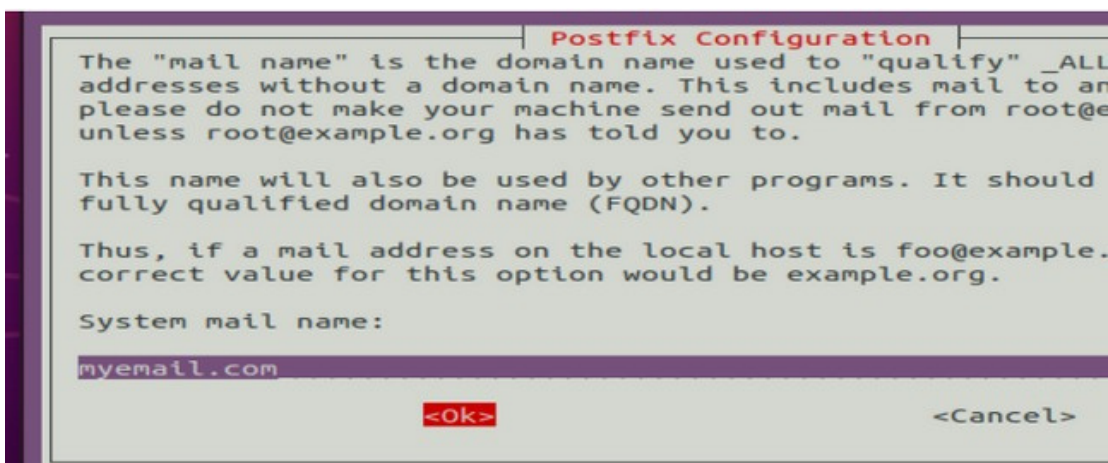 Postfix Configuration
The "mail name" is the domain name used to "qualify" _ALL
addresses without a domain name. This includes mail to
please do not make your machine send out mail from
unless root@example.org has told you to.
This name will also be used by other programs. It should
fully qualified domain name (FQDN).
Thus, if a mail address on the local host is foo@example.
correct value for this option would be example.org.
System mail name:
myemail.com
<Ok> <Cancel>